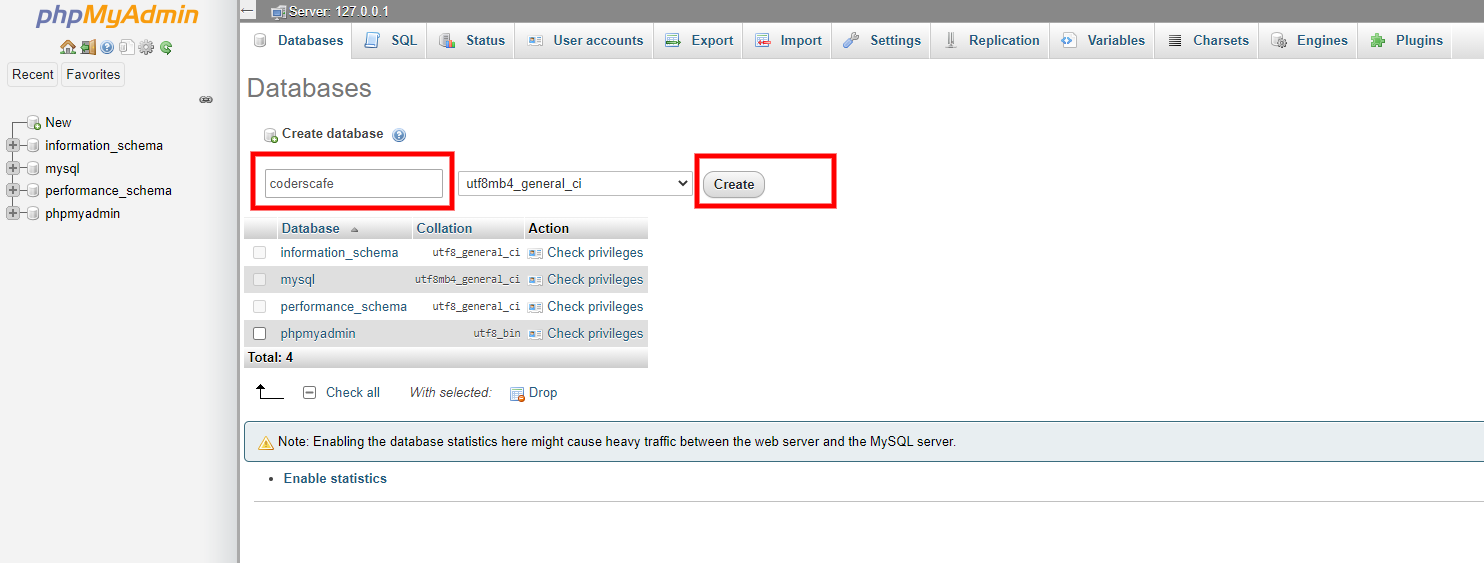 phpMyAdmin
Recent Favorites
New
information_schema
mysql
performance_schema
phpmyadmin
Server: 127.0.0.1
Databases SQL Status User accounts Export Import Settings Replication Variables Charsets Engines Plugins
Databases
Create database
coderscafe utf8mb4_general_ci Create
Database Collation Action
information_schema utf8_general_ci Check privileges
mysql utf8mb4_general_ci Check privileges
performance_schema utf8_general_ci Check privileges
phpmyadmin utf8_bin Check privileges
Total: 4
Check all With selected: Drop
Note: Enabling the database statistics here might cause heavy traffic between the web server and the MySQL server.
• Enable statistics